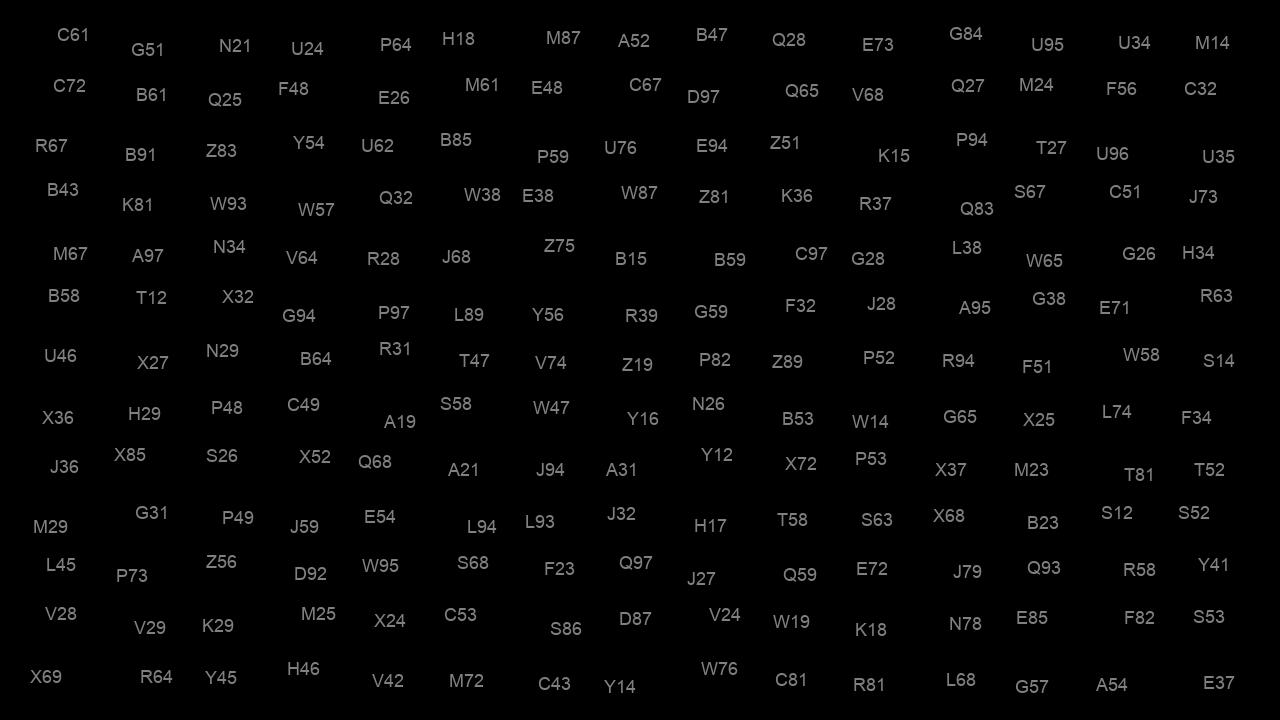 C61 G51 N21 U24 P64 H18 M87 A52 B47 Q28 E73 G84 U95 U34 M14
C72 B61 Q25 F48 E26 M61 E48 C67 D97 Q65 V68 Q27 M24 F56 C32
R67 B91 Z83 Y54 U62 B85 P59 U76 E94 Z51 K15 P94 T27 U96 U35
B43 K81 W93 W57 Q32 W38 E38 W87 Z81 K36 R37 Q83 S67 C51 J73
M67 A97 N34 V64 R28 J68 Z75 B15 B59 C97 G28 L38 W65 G26 H34
B58 T12 X32 G94 P97 L89 Y56 R39 G59 F32 J28 A95 G38 E71 R63
U46 X27 N29 B64 R31 T47 V74 Z19 P82 Z89 P52 R94 F51 W58 S14
X36 H29 P48 C49 A19 S58 W47 Y16 N26 B53 W14 G65 X25 L74 F34
J36 X85 S26 X52 Q68 A21 J94 A31 Y12 X72 P53 X37 M23 T81 T52
M29 G31 P49 J59 E54 L94 L93 J32 H17 T58 S63 X68 B23 S12 S52
L45 P73 Z56 D92 W95 S68 F23 Q97 J27 Q59 E72 J79 Q93 R58 Y41
V28 V29 K29 M25 X24 C53 S86 D87 V24 W19 K18 N78 E85 F82 S53
X69 R64 Y45 H46 V42 M72 C43 Y14 W76 C81 R81 L68 G57 A54 E37